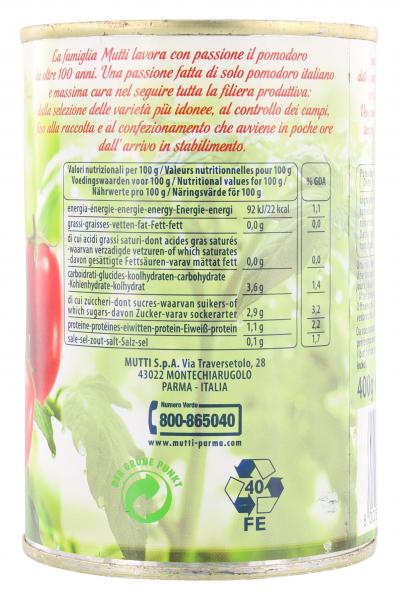 La famiglia Mutti lavora con passione il pomodoro
da oltre 100 anni. Una passione fatta di solo pomodoro italiano
e massima cura nel seguire tutta la filiera produttiva:
dalla selezione delle varietà più idonee, al controllo dei campi,
fino alla raccolta e al confezionamento che avviene in poche ore
dall'arrivo in stabilimento.
Valori nutrizionali per 100 g / Valeurs nutritionnelles pour 100 g
Voedingswaarden voor 100 g / Nutritional values for 100 g /
Nährwerte pro 100 g / Näringsvärde för 100 g
% GDA
energia-énergie-energie-energy-Energie-energi 92 kJ/22 kcal 1,1
grassi-graisses-vetten-fat-Fett-fett 0,0 g 0,0
di cui acidi grassi saturi-dont acides gras saturés
-waarvan verzadigde vetzuren-of which saturates
-davon gesättigte Fettsäuren-varav mättat fett 0,0 g 0,0
carboidrati-glucides-koolhydraten-carbohydrate
-Kohlenhydrate-kolhydrat 3,6 g 1,4
di cui zuccheri-dont sucres-waarvan suikers-of
which sugars-davon Zucker-varav sockerarter 2,9 g 3,2
proteine-protéines-eiwitten-protein-Eiweiß-protein 1,1 g 2,2
sale-sel-zout-salt-Salz-sel 0,1 g 1,7
MUTTI S.p.A. Via Traversetolo, 28
43022 MONTECHIARUGOLO
PARMA - ITALIA
Numero Verde
800-865040
www.mutti-parma.com
DER GRÜNE PUNKT
40
FE
400g